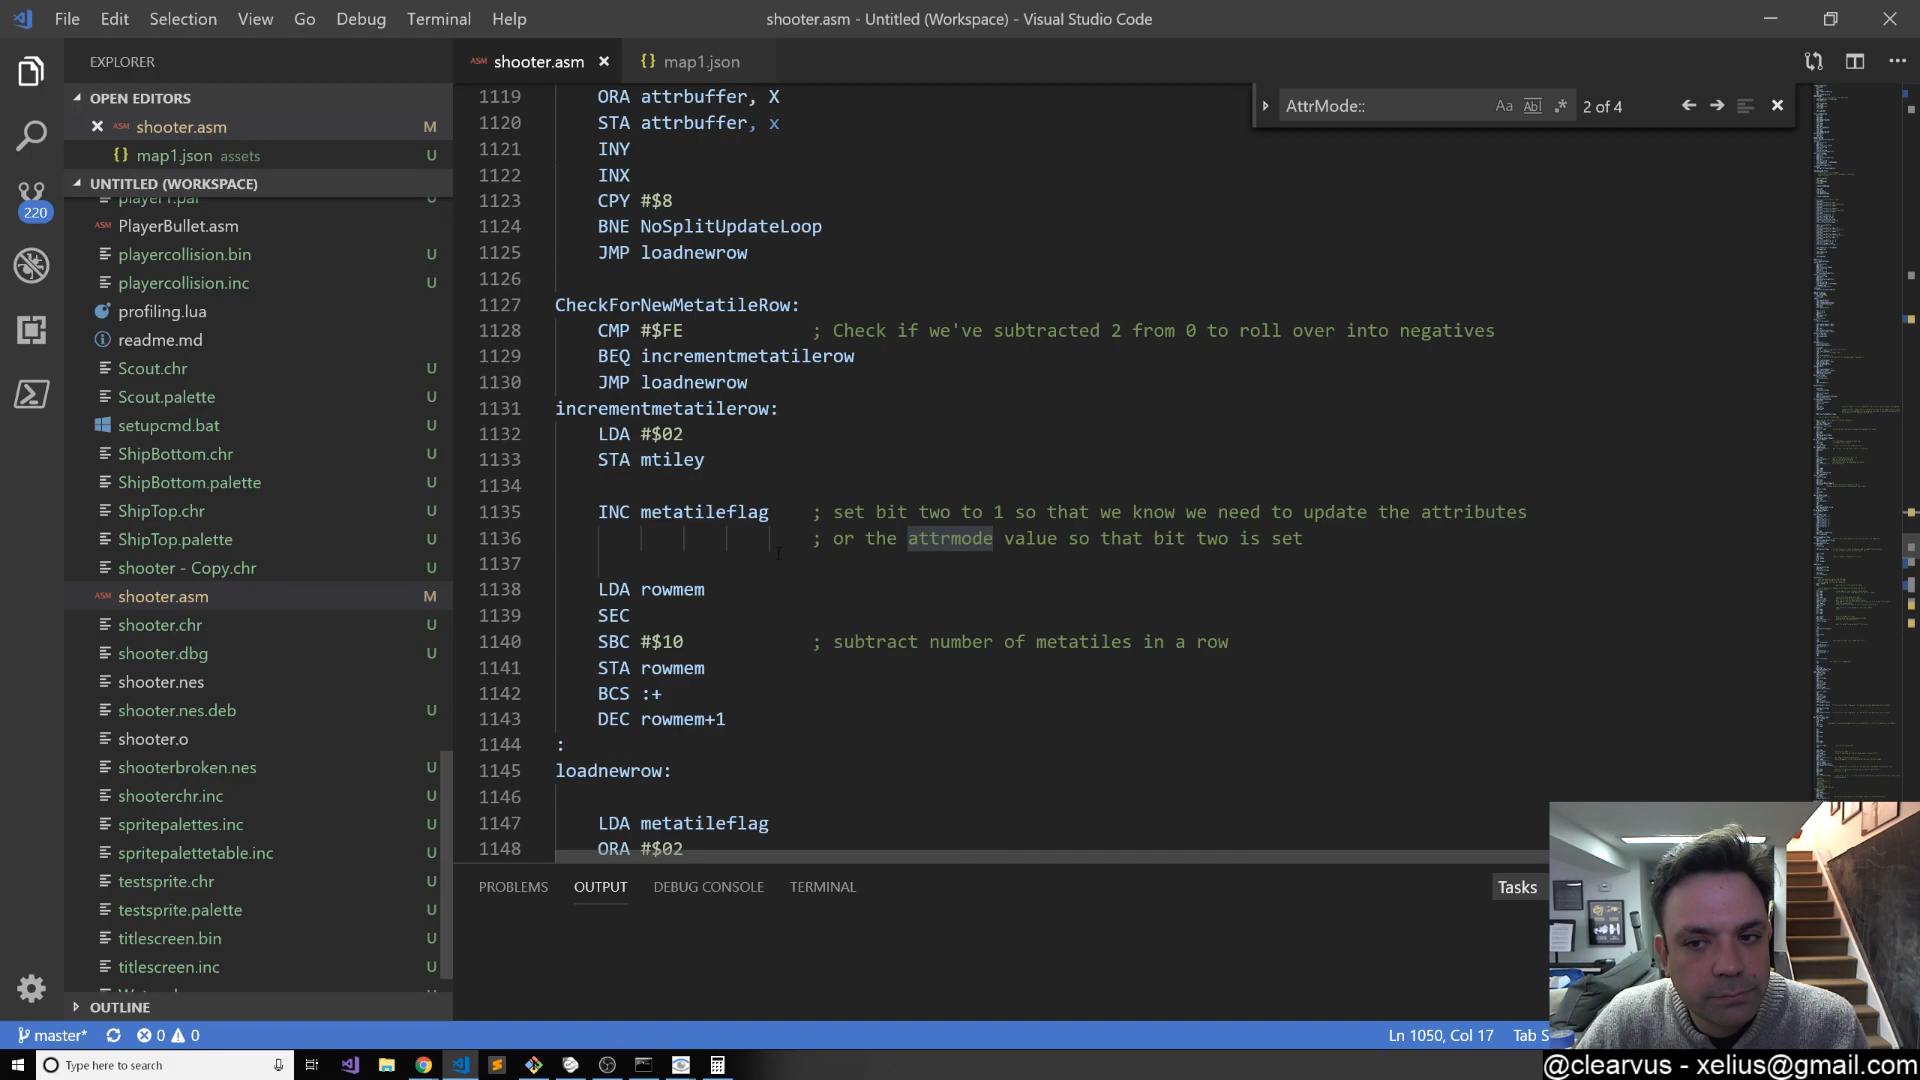 File Edit Selection View Go Debug Terminal Help
shooter.asm - Untitled (Workspace) - Visual Studio Code
EXPLORER
OPEN EDITORS
shooter.asm M
map1.json assets U
UNTITLED (WORKSPACE)
player1.pal U
PlayerBullet.asm
playercollision.bin U
playercollision.inc U
profiling.lua
readme.md
Scout.chr U
Scout.palette U
setupcmd.bat U
ShipBottom.chr U
ShipBottom.palette U
ShipTop.chr U
ShipTop.palette U
shooter - Copy.chr U
shooter.asm M
shooter.chr U
shooter.dbg U
shooter.nes
shooter.nes.deb U
shooter.o
shooterbroken.nes U
shooterchr.inc U
spritepalettes.inc U
spritepalettetable.inc U
testsprite.chr U
testsprite.palette U
titlescreen.bin U
titlescreen.inc U
OUTLINE
220
shooter.asm
map1.json
AttrMode:: Aa Abl .* 2 of 4
1119 ORA attrbuffer, X
1120 STA attrbuffer, x
1121 INY
1122 INX
1123 CPY #$8
1124 BNE NoSplitUpdateLoop
1125 JMP loadnewrow
1126
1127 CheckForNewMetatileRow:
1128 CMP #$FE ; Check if we've subtracted 2 from 0 to roll over into negatives
1129 BEQ incrementmetatilerow
1130 JMP loadnewrow
1131 incrementmetatilerow:
1132 LDA #$02
1133 STA mtiley
1134
1135 INC metatileflag ; set bit two to 1 so that we know we need to update the attributes
1136 ; or the attrmode value so that bit two is set
1137
1138 LDA rowmem
1139 SEC
1140 SBC #$10 ; subtract number of metatiles in a row
1141 STA rowmem
1142 BCS :+
1143 DEC rowmem+1
1144 :
1145 loadnewrow:
1146
1147 LDA metatileflag
1148 ORA #$02
PROBLEMS OUTPUT DEBUG CONSOLE TERMINAL
Tasks
master* 0 0
Ln 1050, Col 17 Tab S
Type here to search
@clearvus - xelius@gmail.com